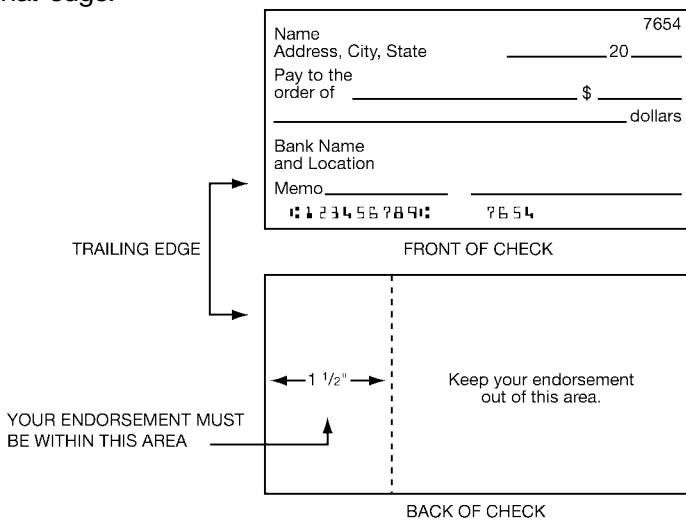 7654
Name
Address, City, State 20
Pay to the
order of $
dollars
Bank Name
and Location
Memo
⑆123456789⑆ 7654
TRAILING EDGE
FRONT OF CHECK
1 1/2"
Keep your endorsement
out of this area.
YOUR ENDORSEMENT MUST
BE WITHIN THIS AREA
BACK OF CHECK